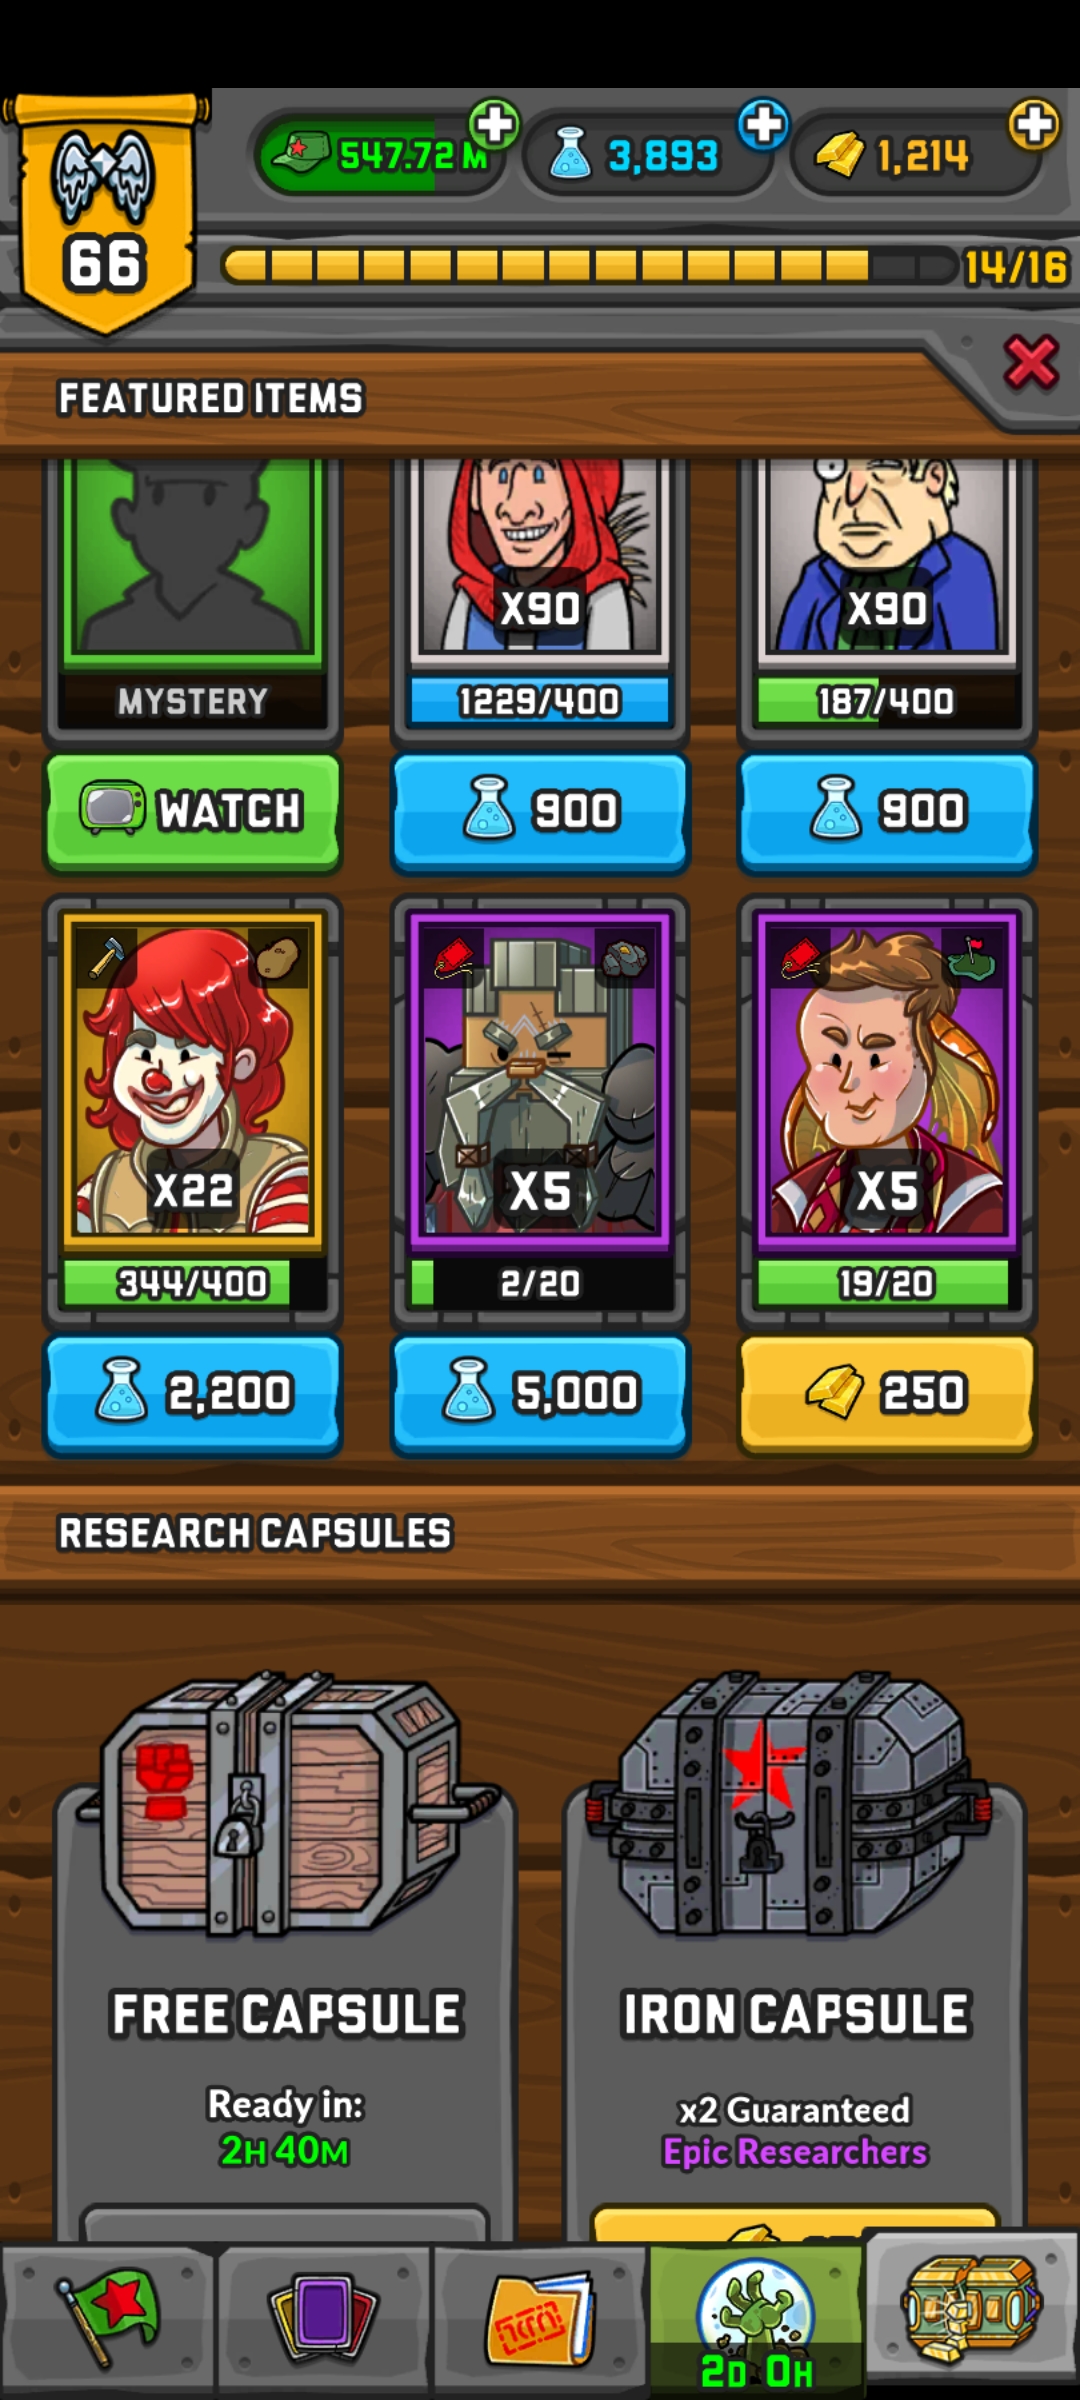 547.72 M
3,893
1,214
66
14/16
FEATURED ITEMS
X90
X90
MYSTERY
1229/400
187/400
WATCH
900
900
X22
X5
X5
344/400
2/20
19/20
2,200
5,000
250
RESEARCH CAPSULES
FREE CAPSULE
IRON CAPSULE
Ready in:
2H 40M
x2 Guaranteed
Epic Researchers
2D 0H